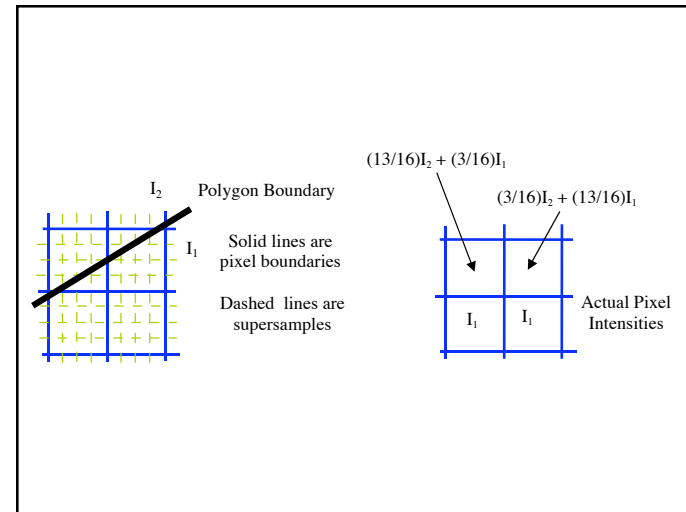 I₂
Polygon Boundary
I₁
Solid lines are
pixel boundaries
Dashed lines are
supersamples
(13/16)I₂ + (3/16)I₁
(3/16)I₂ + (13/16)I₁
I₁
I₁
Actual Pixel
Intensities